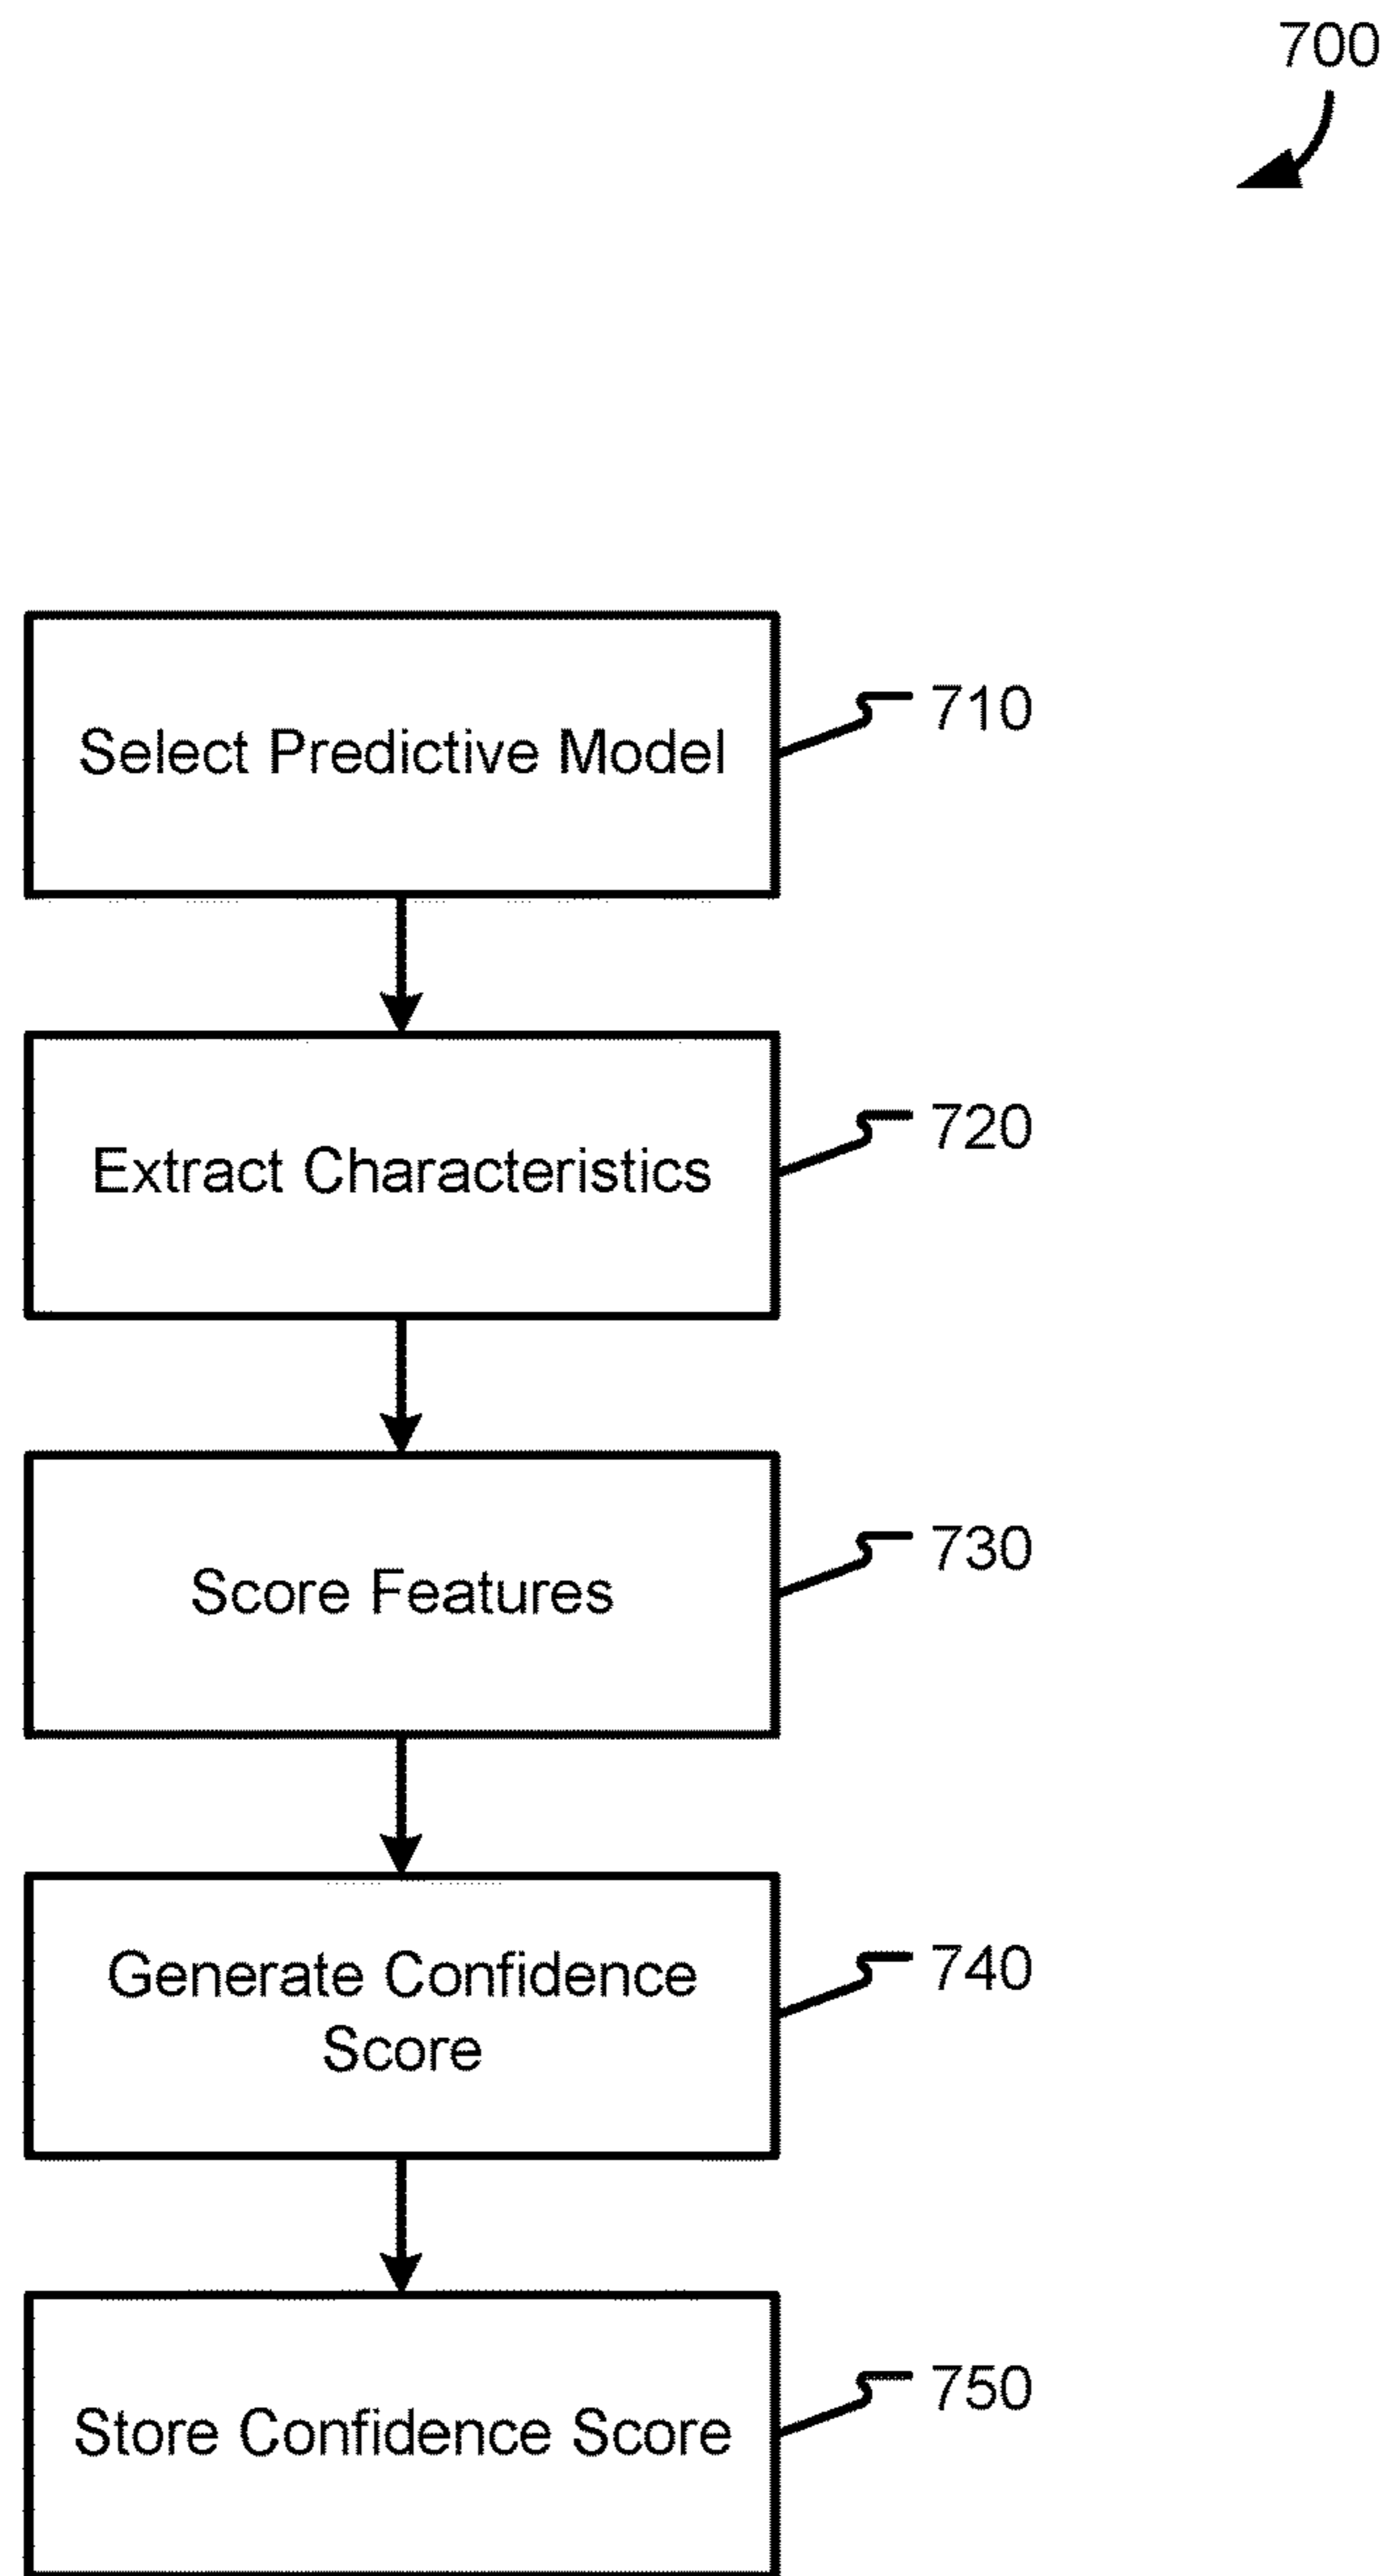 700
Select Predictive Model
710
Extract Characteristics
720
Score Features
730
Generate Confidence
Score
740
Store Confidence Score
750